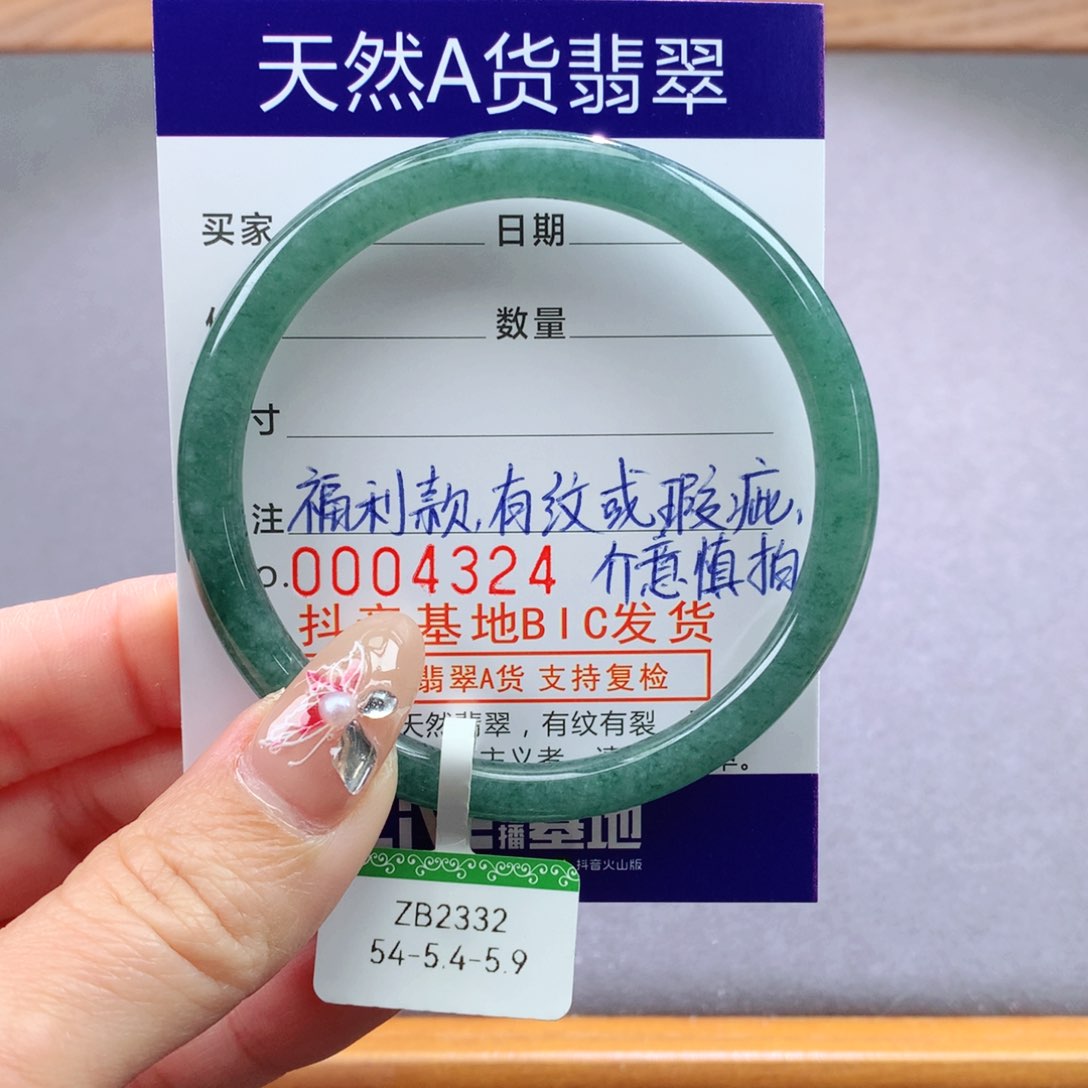 天然A货翡翠
买家 日期
数量
寸
注 福利款,有纹或瑕疵,
介意慎拍
O.0004324
抖音基地BIC发货
翡翠A货 支持复检
天然翡翠，有纹有裂
主义者
基地
播
抖音火山版
ZB2332
54-5.4-5.9